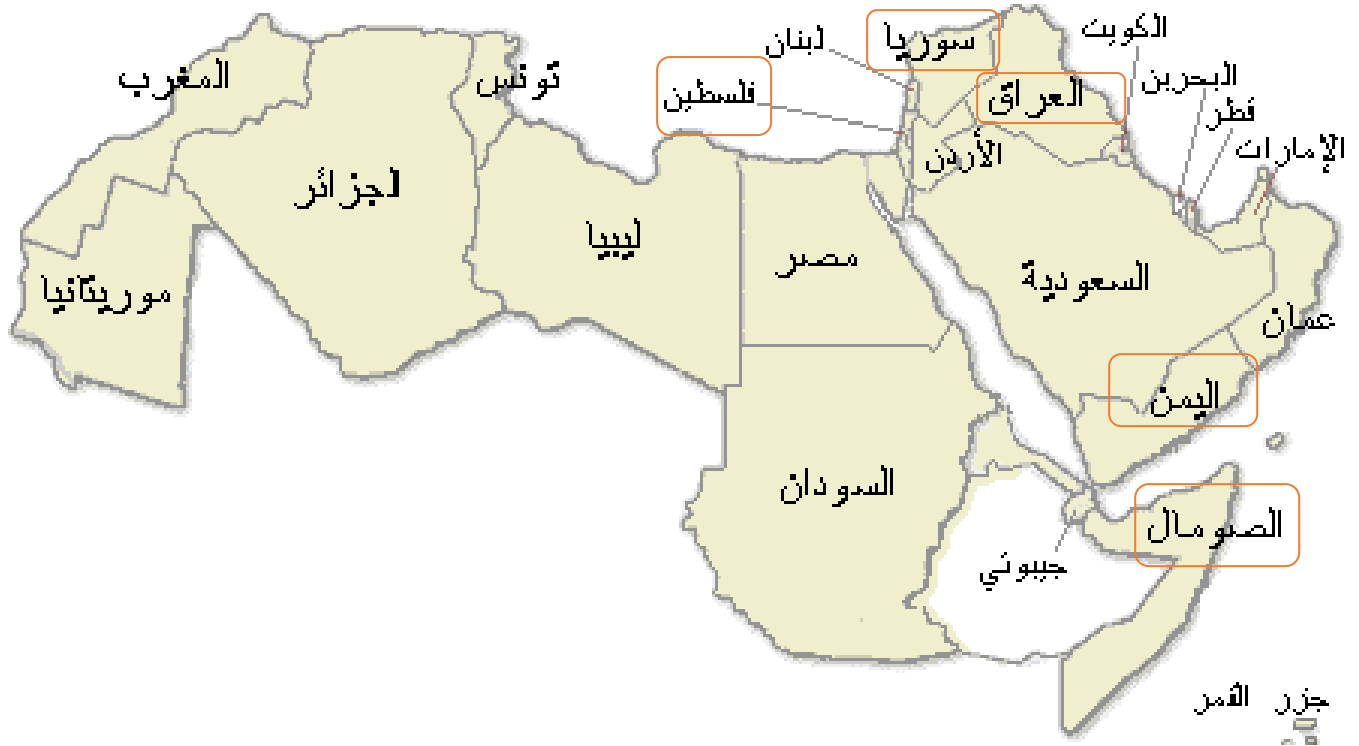 سوريا
الكويت
لبنان
المغرب
تونس
العراق
البحرين
فلسطين
قطر
الأردن
الإمارات
الجزائر
ليبيا
مصر
السعودية
موريتانيا
عمان
اليمن
السودان
الصومال
جيبوتي
جزر القمر